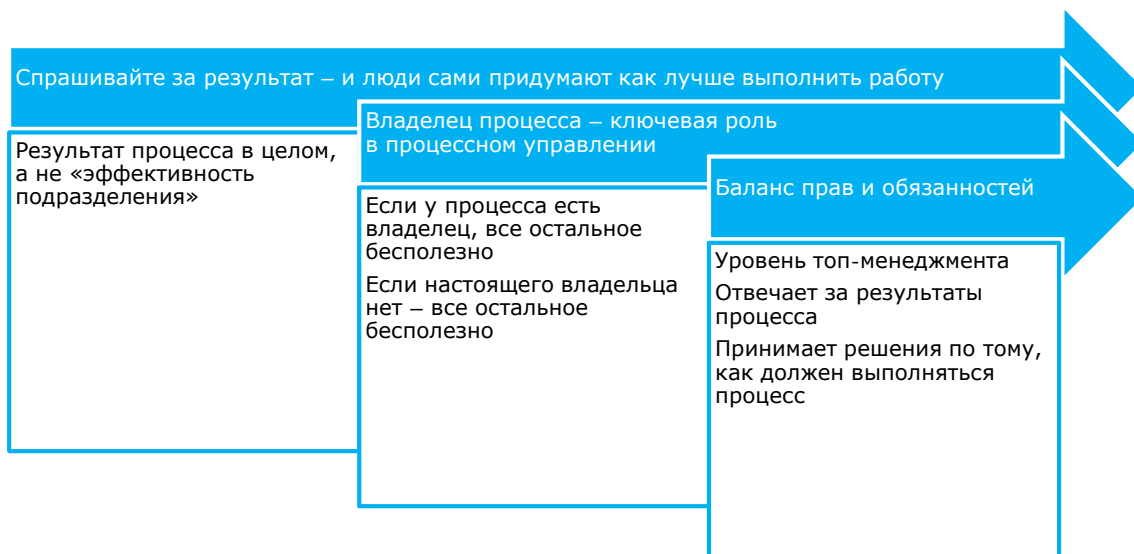 Спрашивайте за результат – и люди сами придумают как лучше выполнить работу
Результат процесса в целом,
а не «эффективность
подразделения»
Владелец процесса – ключевая роль
в процессном управлении
Если у процесса есть
владелец, все остальное
бесполезно
Если настоящего владельца
нет – все остальное
бесполезно
Баланс прав и обязанностей
Уровень топ-менеджмента
Отвечает за результаты
процесса
Принимает решения по тому,
как должен выполняться
процесс